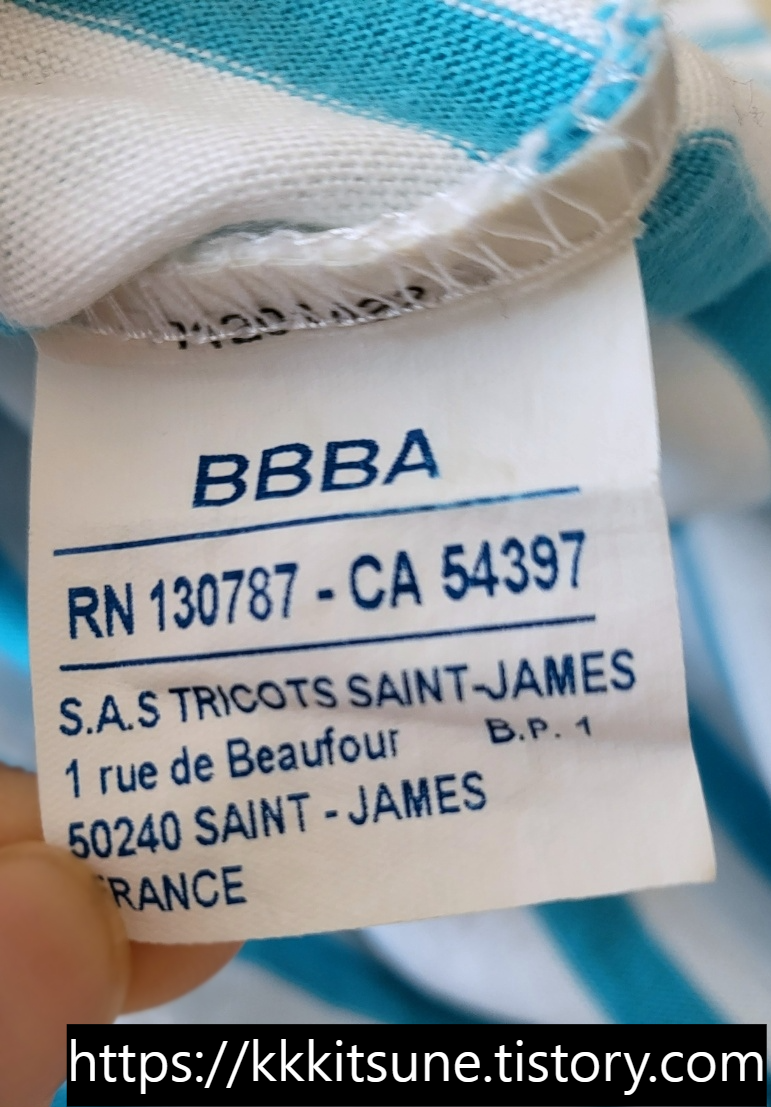 BBBA
RN 130787 - CA 54397
S.A.S TRICOTS SAINT-JAMES
1 rue de Beaufour B.P. 1
50240 SAINT - JAMES
FRANCE
https://kkkitsune.tistory.com